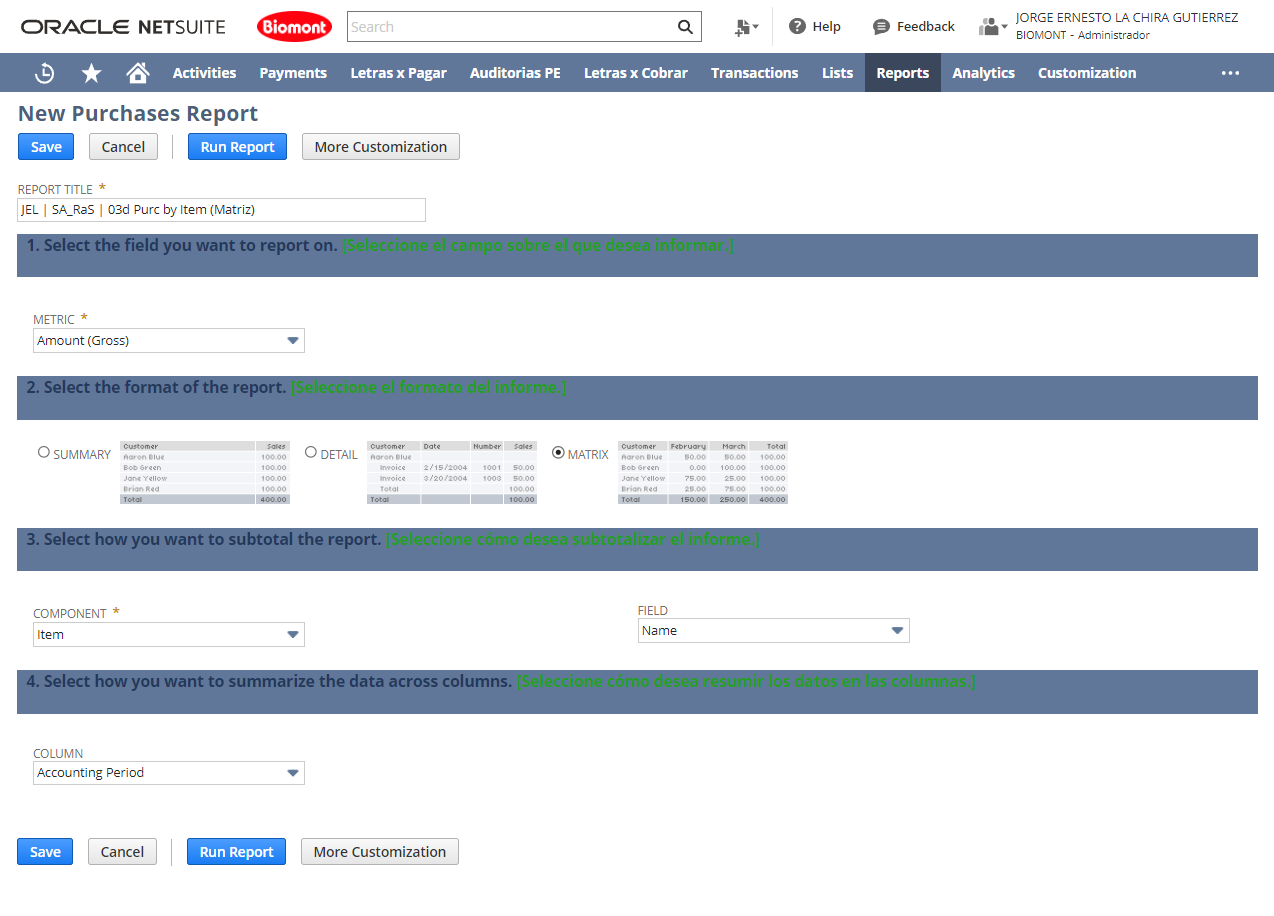 ORACLE NETSUITE Biomont Search Help Feedback JORGE ERNESTO LA CHIRA GUTIERREZ
BIOMONT - Administrador
Activities Payments Letras x Pagar Auditorias PE Letras x Cobrar Transactions Lists Reports Analytics Customization
New Purchases Report
Save Cancel Run Report More Customization
REPORT TITLE *
JEL | SA_RaS | 03d Purc by Item (Matriz)
1. Select the field you want to report on. [Seleccione el campo sobre el que desea informar.]
METRIC *
Amount (Gross)
2. Select the format of the report. [Seleccione el formato del informe.]
SUMMARY
Customer Sales
Aaron Blue 100.00
Bob Green 100.00
Jane Yellow 100.00
Brian Red 100.00
Total 400.00
DETAIL
Customer Date Number Sales
Aaron Blue
Invoice 2/15/2004 1001 50.00
Invoice 3/20/2004 1003 50.00
Total 100.00
Total 100.00
MATRIX
Customer February March Total
Aaron Blue 50.00 50.00 100.00
Bob Green 0.00 100.00 100.00
Jane Yellow 75.00 25.00 100.00
Brian Red 25.00 75.00 100.00
Total 150.00 250.00 400.00
3. Select how you want to subtotal the report. [Seleccione cómo desea subtotalizar el informe.]
COMPONENT * FIELD
Item Name
4. Select how you want to summarize the data across columns. [Seleccione cómo desea resumir los datos en las columnas.]
COLUMN
Accounting Period
Save Cancel Run Report More Customization